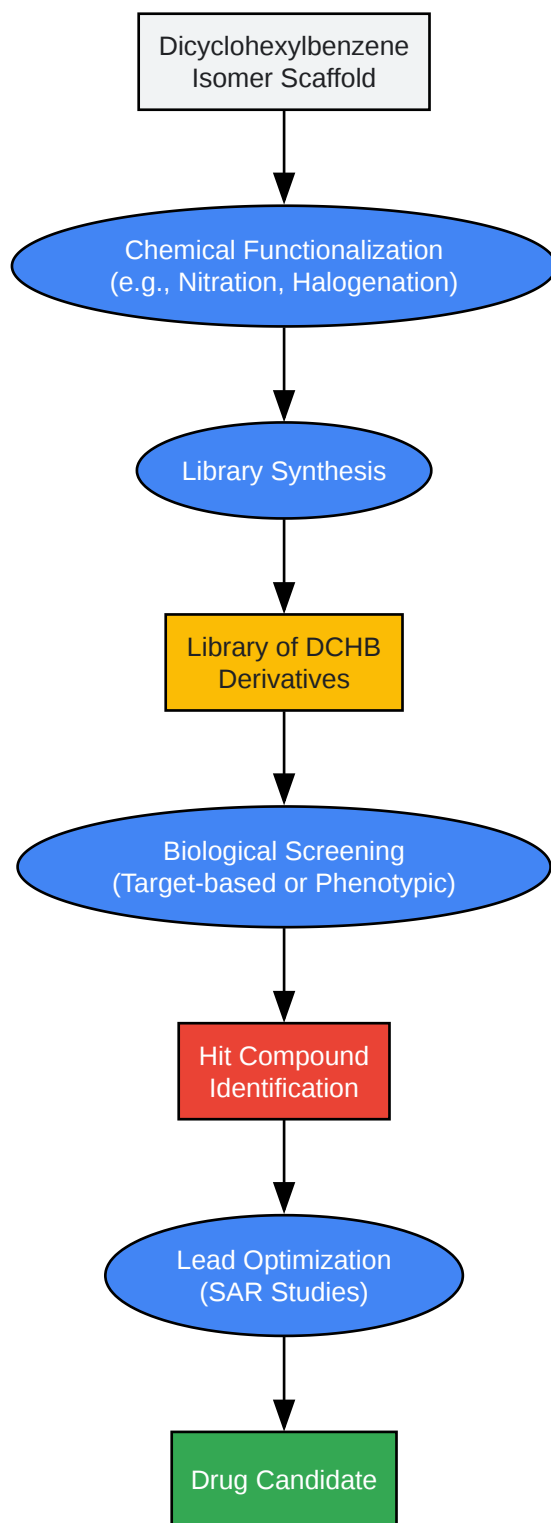 Dicyclohexylbenzene
Isomer Scaffold
Chemical Functionalization
(e.g., Nitration, Halogenation)
Library Synthesis
Library of DCHB
Derivatives
Biological Screening
(Target-based or Phenotypic)
Hit Compound
Identification
Lead Optimization
(SAR Studies)
Drug Candidate